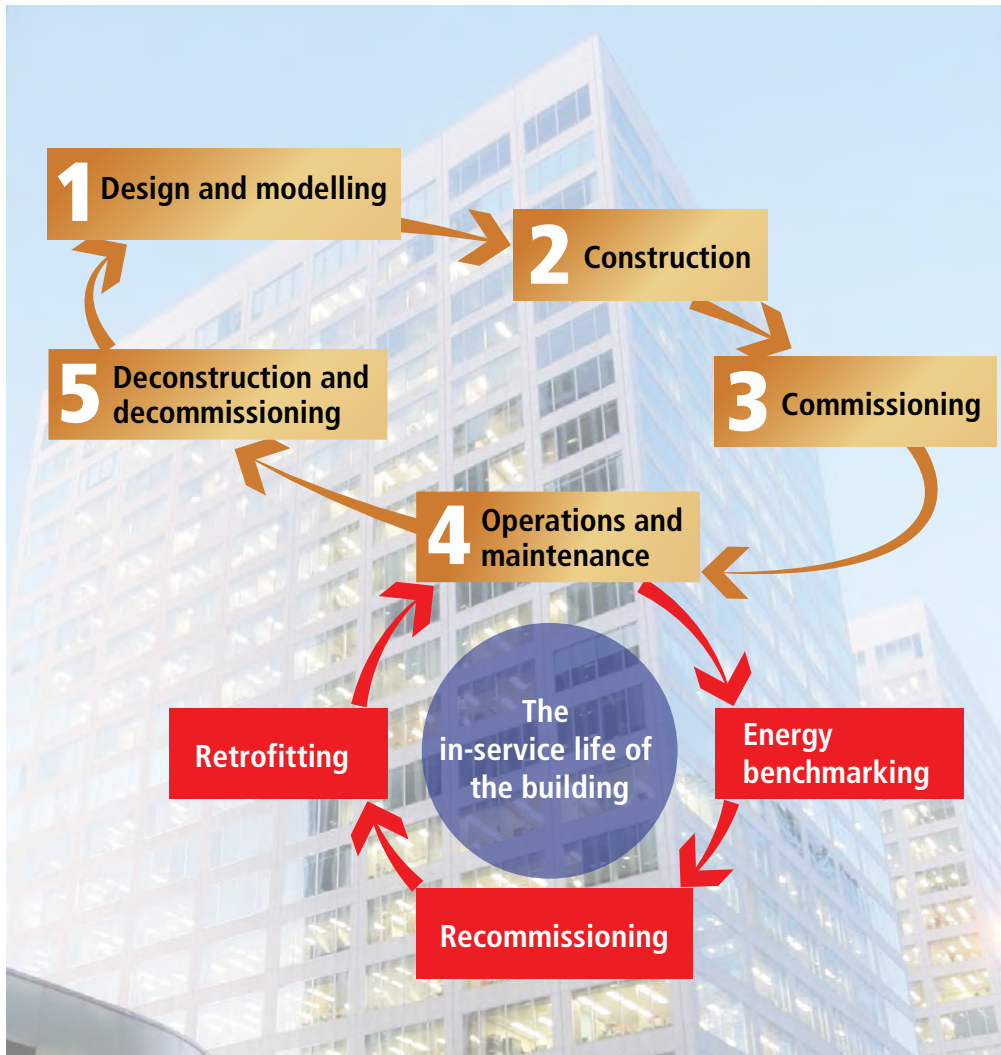 1 Design and modelling
2 Construction
3 Commissioning
4 Operations and
maintenance
5 Deconstruction and
decommissioning
The
in-service life of
the building
Energy
benchmarking
Recommissioning
Retrofitting